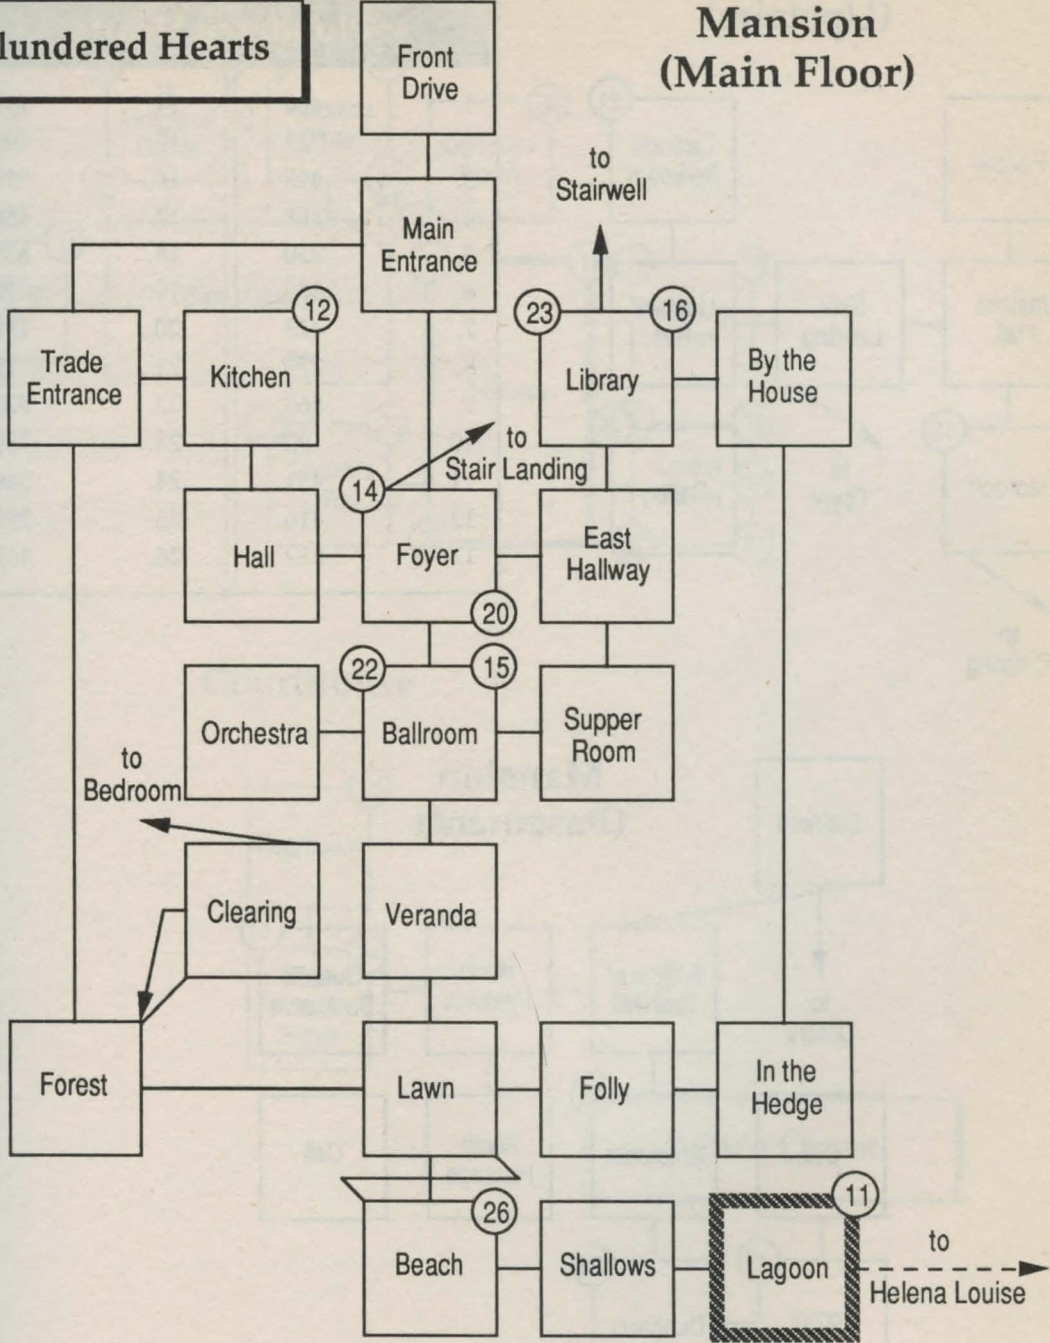 lundered Hearts
Mansion
(Main Floor)
Front
Drive
to
Stairwell
Main
Entrance
12
23
16
Trade
Entrance
Kitchen
Library
By the
House
to
Stair Landing
14
Hall
Foyer
East
Hallway
20
22
15
Orchestra
Ballroom
Supper
Room
to
Bedroom
Clearing
Veranda
Forest
Lawn
Folly
In the
Hedge
11
26
Beach
Shallows
Lagoon
to
Helena Louise